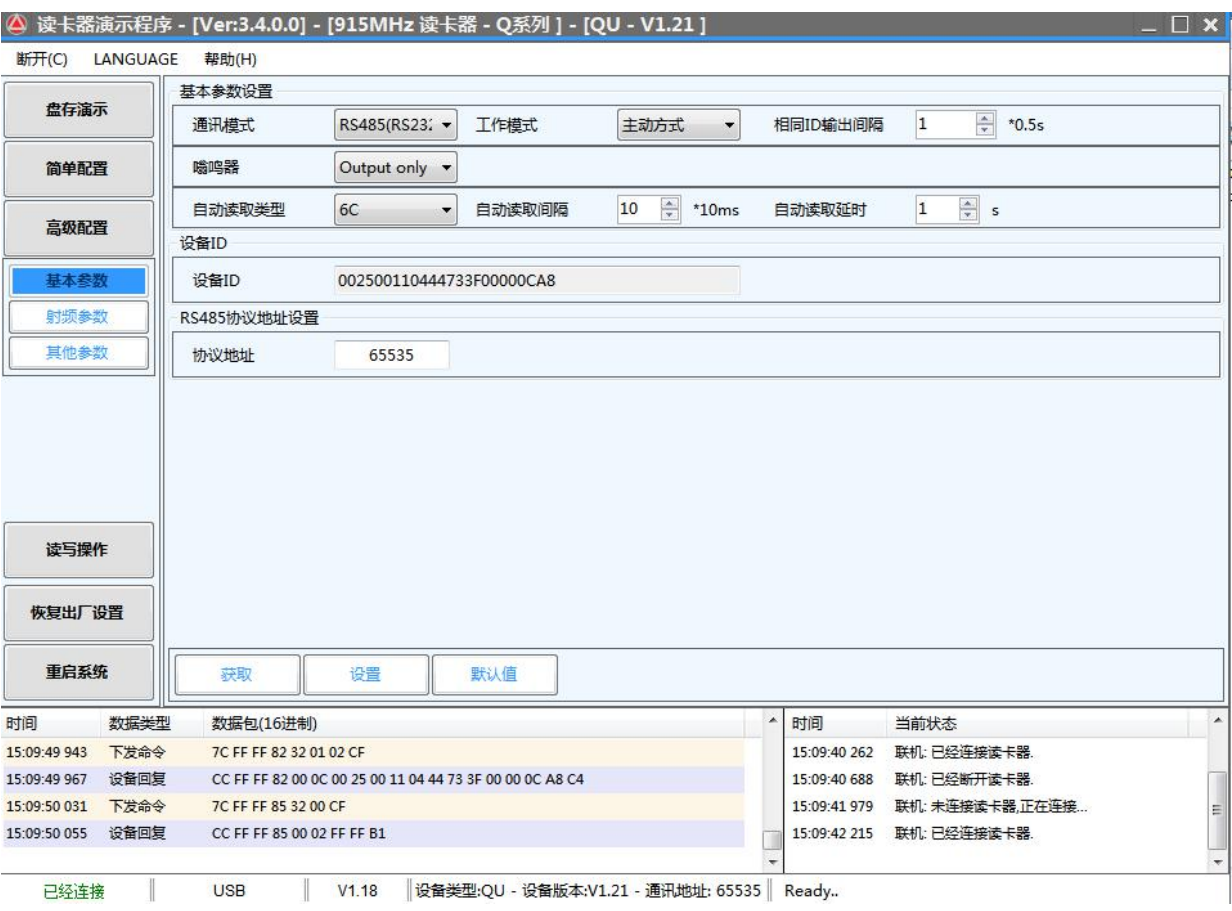 读卡器演示程序 - [Ver:3.4.0.0] - [915MHz 读卡器 - Q系列 ] - [QU - V1.21 ]
断开(C) LANGUAGE 帮助(H)
盘存演示
简单配置
高级配置
基本参数
射频参数
其他参数
读写操作
恢复出厂设置
重启系统
基本参数设置
通讯模式 RS485(RS232 工作模式 主动方式 相同ID输出间隔 1 *0.5s
嗡鸣器 Output only
自动读取类型 6C 自动读取间隔 10 *10ms 自动读取延时 1 s
设备ID
设备ID 002500110444733F00000CA8
RS485协议地址设置
协议地址 65535
获取 设置 默认值
时间 数据类型 数据包(16进制)
15:09:49 943 下发命令 7C FF FF 82 32 01 02 CF
15:09:49 967 设备回复 CC FF FF 82 00 0C 00 25 00 11 04 44 73 3F 00 00 0C A8 C4
15:09:50 031 下发命令 7C FF FF 85 32 00 CF
15:09:50 055 设备回复 CC FF FF 85 00 02 FF FF B1
时间 当前状态
15:09:40 262 联机: 已经连接读卡器.
15:09:40 688 联机: 已经断开读卡器.
15:09:41 979 联机: 未连接读卡器,正在连接...
15:09:42 215 联机: 已经连接读卡器.
已经连接 USB V1.18 设备类型:QU - 设备版本:V1.21 - 通讯地址: 65535 Ready..